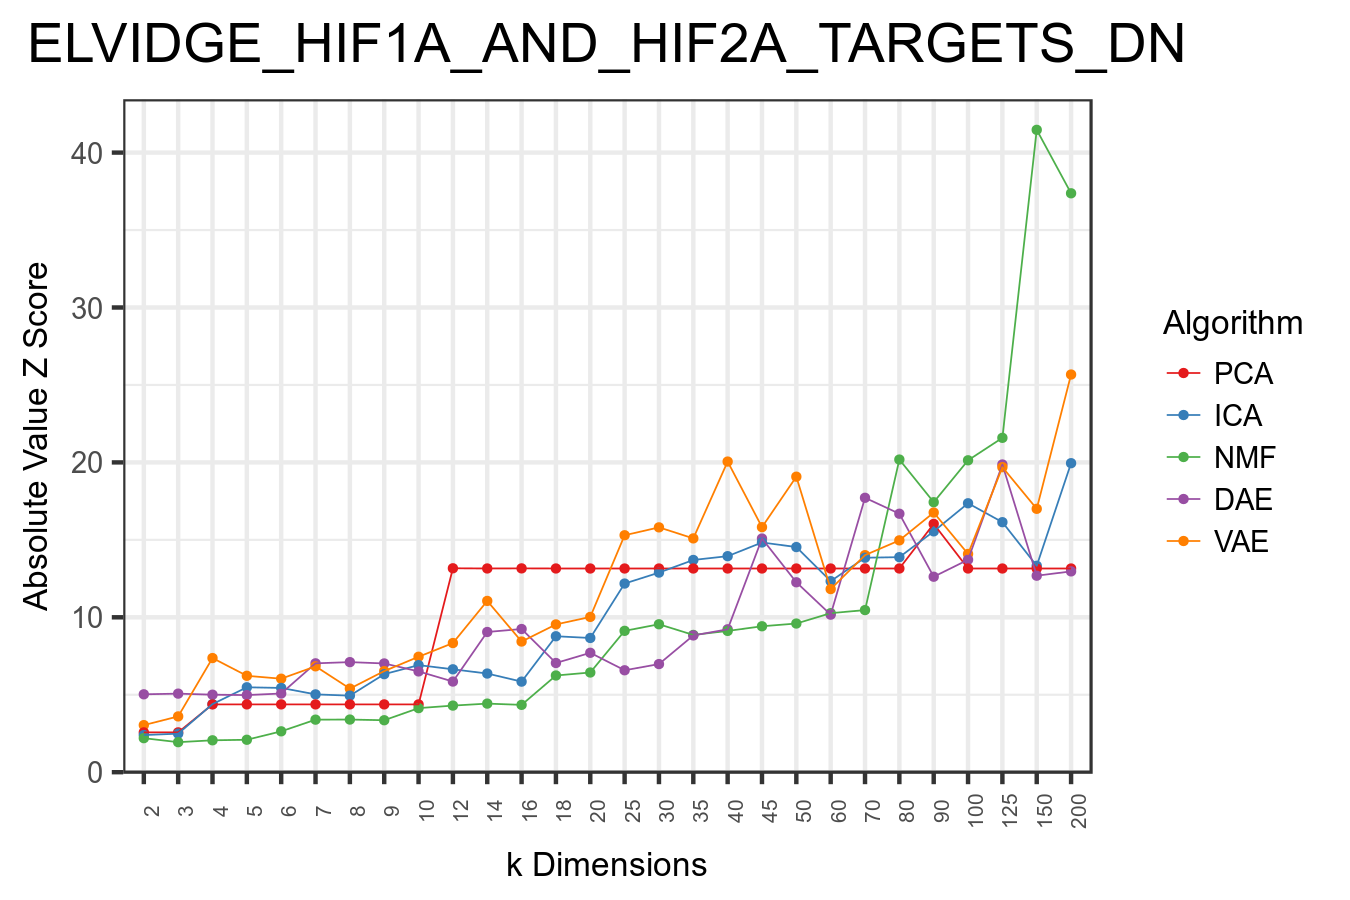 ELVIDGE_HIF1A_AND_HIF2A_TARGETS_DN
Absolute Value Z Score
40
30
20
10
0
2 3 4 5 6 7 8 9 10 12 14 16 18 20 25 30 35 40 45 50 60 70 80 90 100 125 150 200
k Dimensions
Algorithm
PCA
ICA
NMF
DAE
VAE